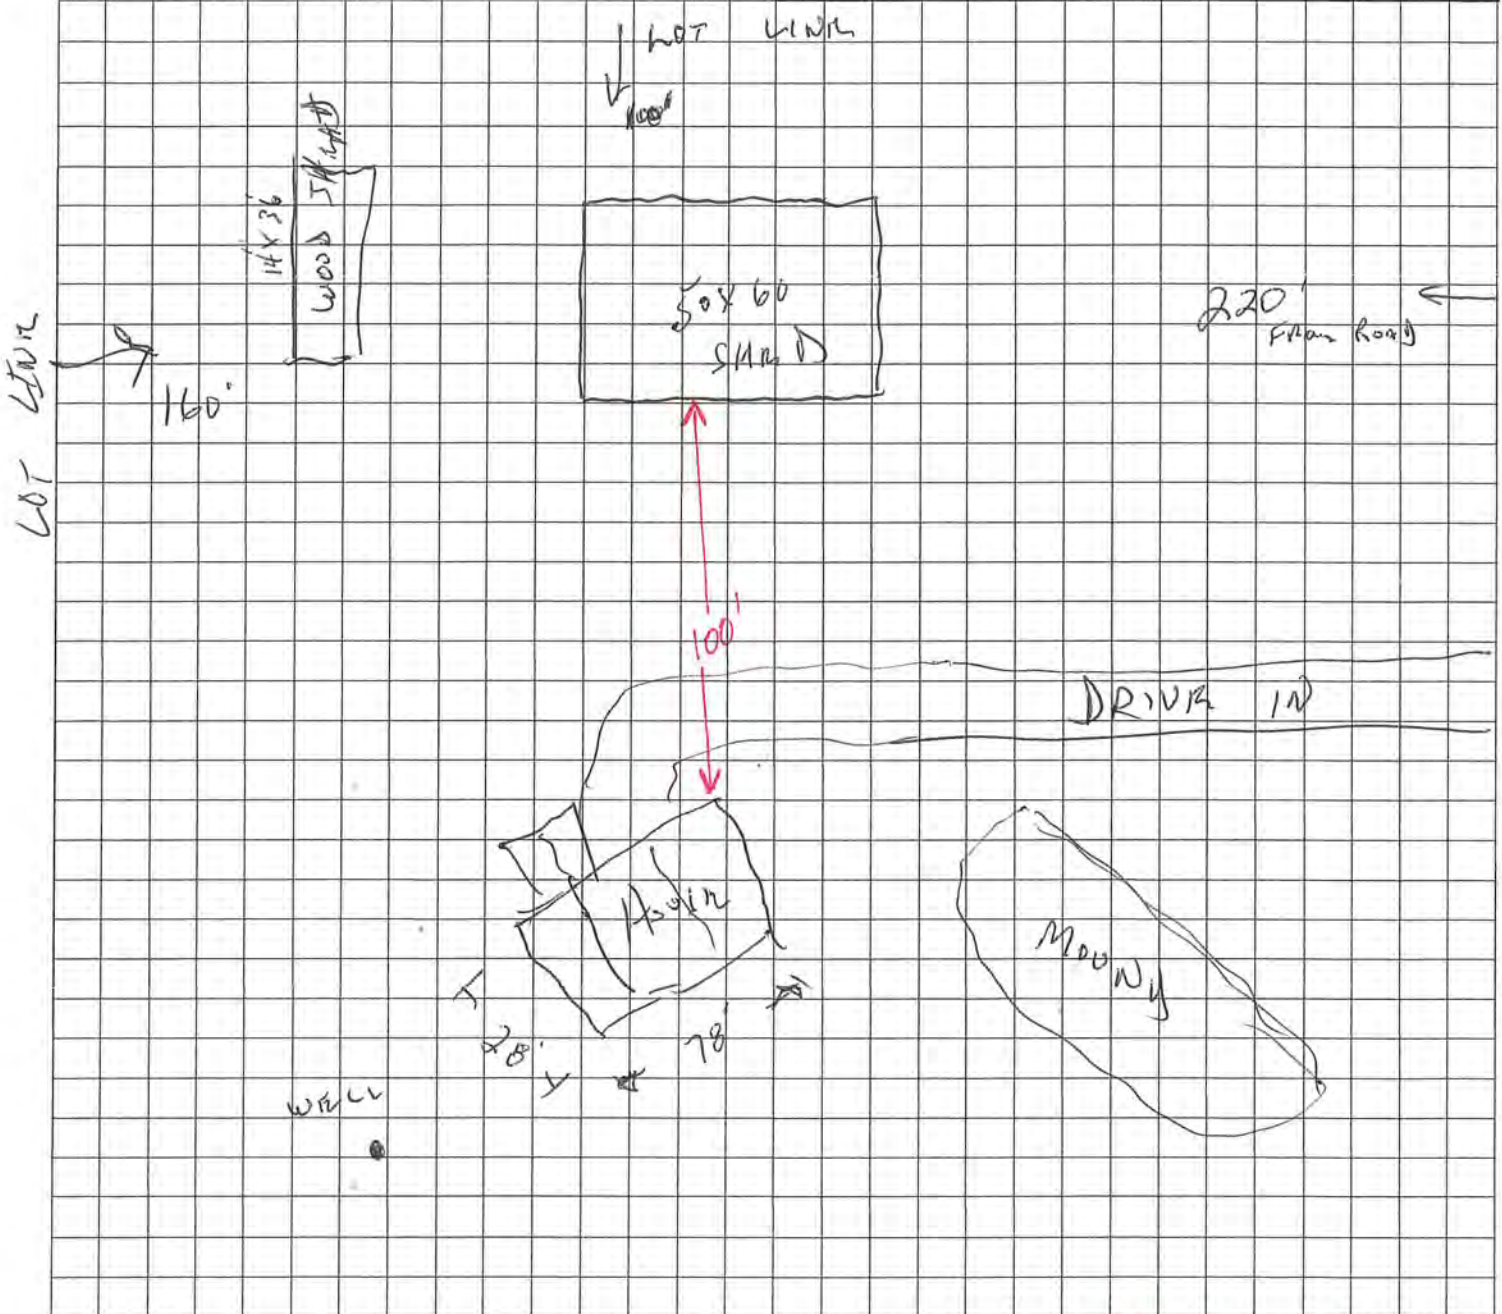 LOT LINE
100'
WOOD SHED
14' X 36'
50 X 60
SHED
220'
FROM ROAD
LOT LINE
160'
100'
DRIVE IN
HOUSE
MOUND
28'
78'
WELL